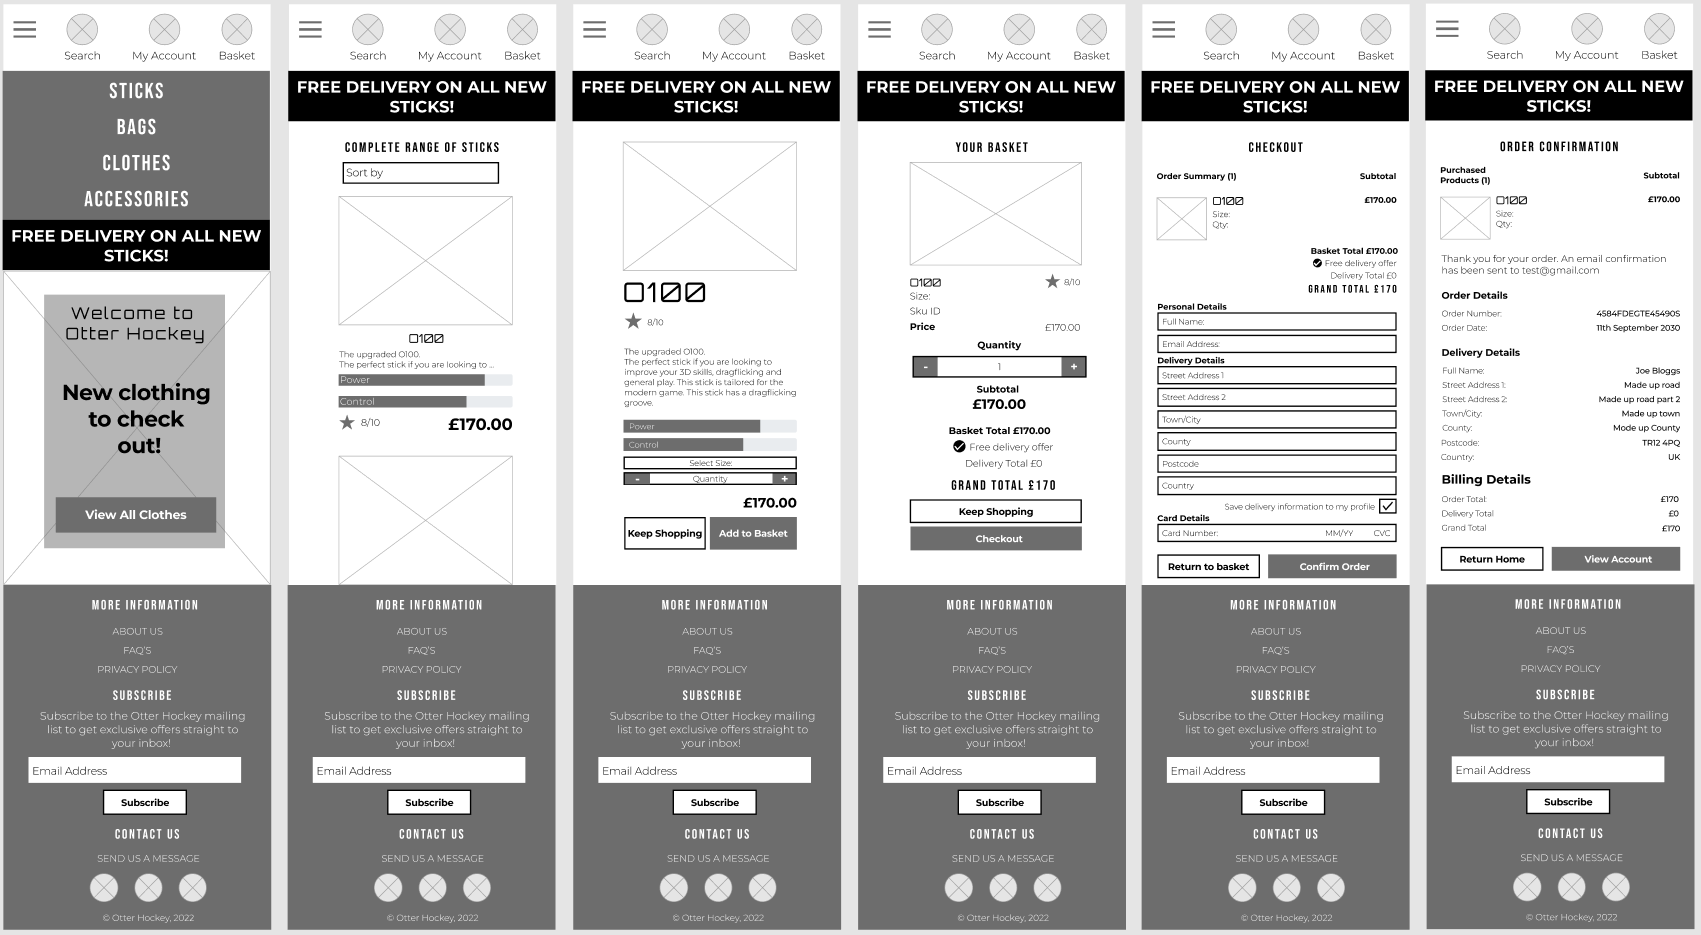 Search
My Account
Basket
STICKS
BAGS
CLOTHES
ACCESSORIES
FREE DELIVERY ON ALL NEW
STICKS!
Welcome to
Otter Hockey
New clothing
to check
out!
View All Clothes
MORE INFORMATION
ABOUT US
FAQ'S
PRIVACY POLICY
SUBSCRIBE
Subscribe to the Otter Hockey mailing
list to get exclusive offers straight to
your inbox!
Email Address
Subscribe
CONTACT US
SEND US A MESSAGE
© Otter Hockey, 2022
Search
My Account
Basket
FREE DELIVERY ON ALL NEW
STICKS!
COMPLETE RANGE OF STICKS
Sort by
O100
The upgraded O100.
The perfect stick if you are looking to ...
Power
Control
8/10
£170.00
MORE INFORMATION
ABOUT US
FAQ'S
PRIVACY POLICY
SUBSCRIBE
Subscribe to the Otter Hockey mailing
list to get exclusive offers straight to
your inbox!
Email Address
Subscribe
CONTACT US
SEND US A MESSAGE
© Otter Hockey, 2022
Search
My Account
Basket
FREE DELIVERY ON ALL NEW
STICKS!
O100
8/10
The upgraded O100.
The perfect stick if you are looking to
improve your 3D skills, dragflicking and
general play. This stick is tailored for the
modern game. This stick has a dragflicking
groove.
Power
Control
Select Size:
- Quantity +
£170.00
Keep Shopping
Add to Basket
MORE INFORMATION
ABOUT US
FAQ'S
PRIVACY POLICY
SUBSCRIBE
Subscribe to the Otter Hockey mailing
list to get exclusive offers straight to
your inbox!
Email Address
Subscribe
CONTACT US
SEND US A MESSAGE
© Otter Hockey, 2022
Search
My Account
Basket
FREE DELIVERY ON ALL NEW
STICKS!
YOUR BASKET
O100
8/10
Size:
Sku ID
Price £170.00
Quantity
- 1 +
Subtotal
£170.00
Basket Total £170.00
Free delivery offer
Delivery Total £0
GRAND TOTAL £170
Keep Shopping
Checkout
MORE INFORMATION
ABOUT US
FAQ'S
PRIVACY POLICY
SUBSCRIBE
Subscribe to the Otter Hockey mailing
list to get exclusive offers straight to
your inbox!
Email Address
Subscribe
CONTACT US
SEND US A MESSAGE
© Otter Hockey, 2022
Search
My Account
Basket
FREE DELIVERY ON ALL NEW
STICKS!
CHECKOUT
Order Summary (1) Subtotal
O100 £170.00
Size:
Qty:
Basket Total £170.00
Free delivery offer
Delivery Total £0
GRAND TOTAL £170
Personal Details
Full Name:
Email Address:
Delivery Details
Street Address 1
Street Address 2
Town/City
County
Postcode
Country
Save delivery information to my profile
Card Details
Card Number: MM/YY CVC
Return to basket
Confirm Order
MORE INFORMATION
ABOUT US
FAQ'S
PRIVACY POLICY
SUBSCRIBE
Subscribe to the Otter Hockey mailing
list to get exclusive offers straight to
your inbox!
Email Address
Subscribe
CONTACT US
SEND US A MESSAGE
© Otter Hockey, 2022
Search
My Account
Basket
FREE DELIVERY ON ALL NEW
STICKS!
ORDER CONFIRMATION
Purchased
Products (1)
Subtotal
O100 £170.00
Size:
Qty:
Thank you for your order. An email confirmation
has been sent to test@gmail.com
Order Details
Order Number: 4584FDEGTE45490S
Order Date: 11th September 2030
Delivery Details
Full Name: Joe Bloggs
Street Address 1: Made up road
Street Address 2: Made up road part 2
Town/City: Made up town
County: Made up County
Postcode: TR12 4PQ
Country: UK
Billing Details
Order Total: £170
Delivery Total £0
Grand Total £170
Return Home
View Account
MORE INFORMATION
ABOUT US
FAQ'S
PRIVACY POLICY
SUBSCRIBE
Subscribe to the Otter Hockey mailing
list to get exclusive offers straight to
your inbox!
Email Address
Subscribe
CONTACT US
SEND US A MESSAGE
© Otter Hockey, 2022